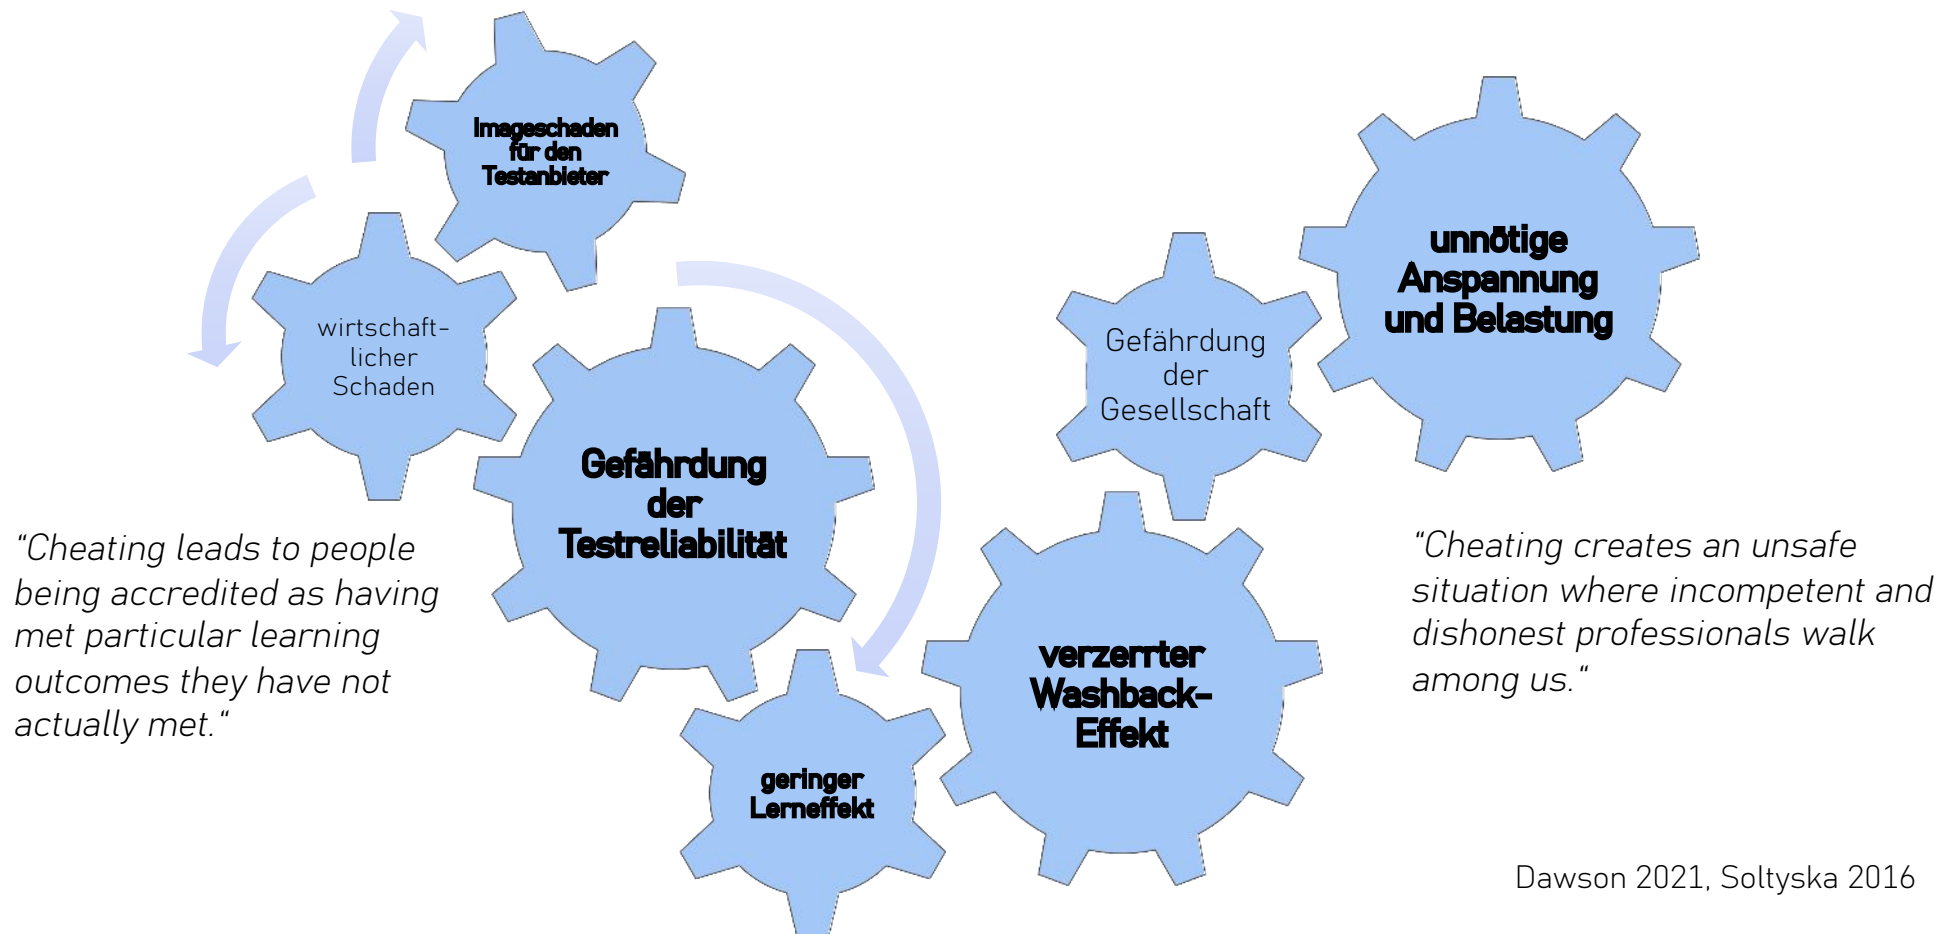 Imageschaden
für den
Testanbieter
wirtschaft-
licher
Schaden
Gefährdung
der
Testreliabilität
geringer
Lerneffekt
verzerrter
Washback-
Effekt
Gefährdung
der
Gesellschaft
unnötige
Anspannung
und Belastung
“Cheating leads to people
being accredited as having
met particular learning
outcomes they have not
actually met.“
“Cheating creates an unsafe
situation where incompetent and
dishonest professionals walk
among us.“
Dawson 2021, Soltyska 2016